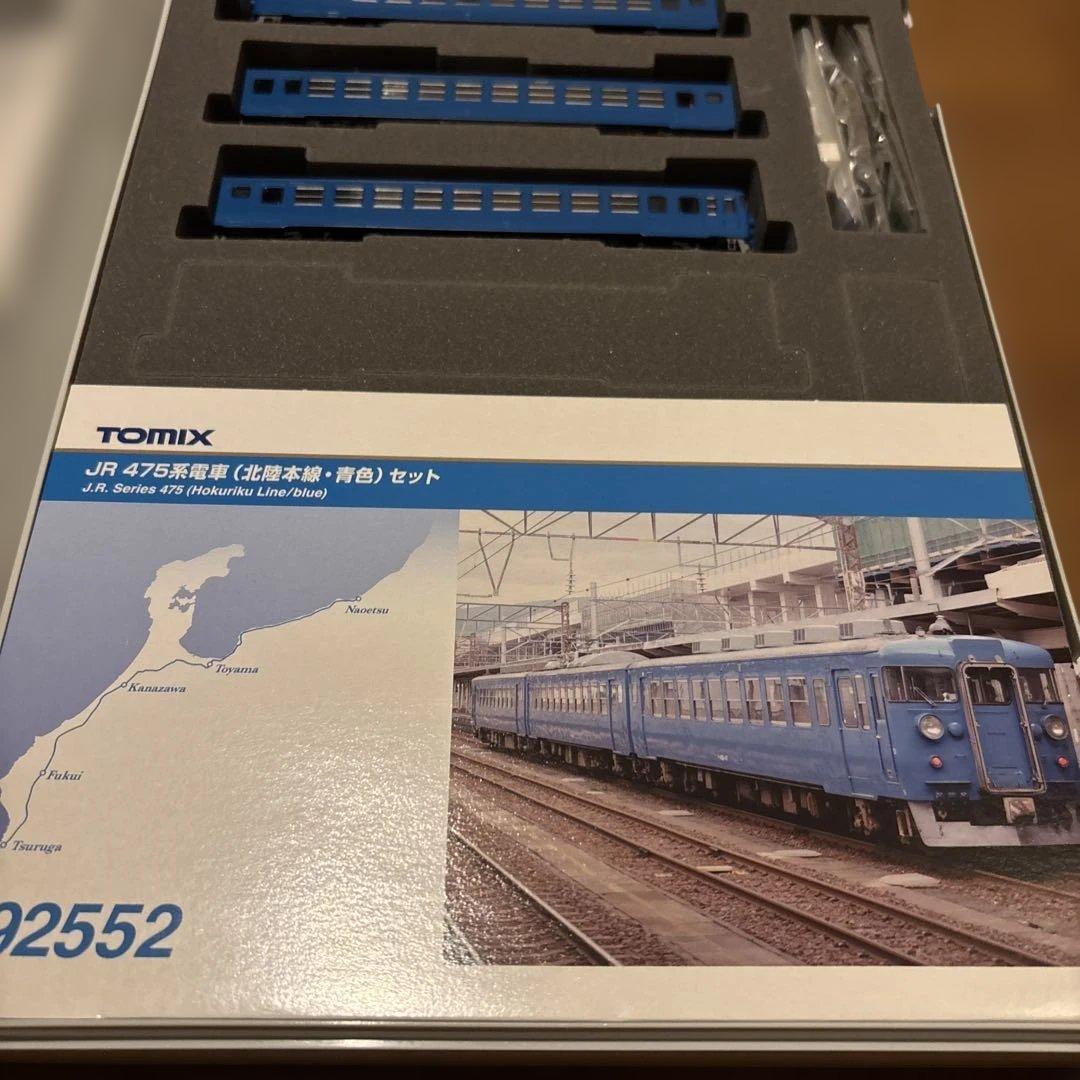 TOMIX
JR 475系電車（北陸本線・青色）セット
J.R. Series 475 (Hokuriku Line/blue)
Naoetsu
Toyama
Kanazawa
Fukui
Tsuruga
92552